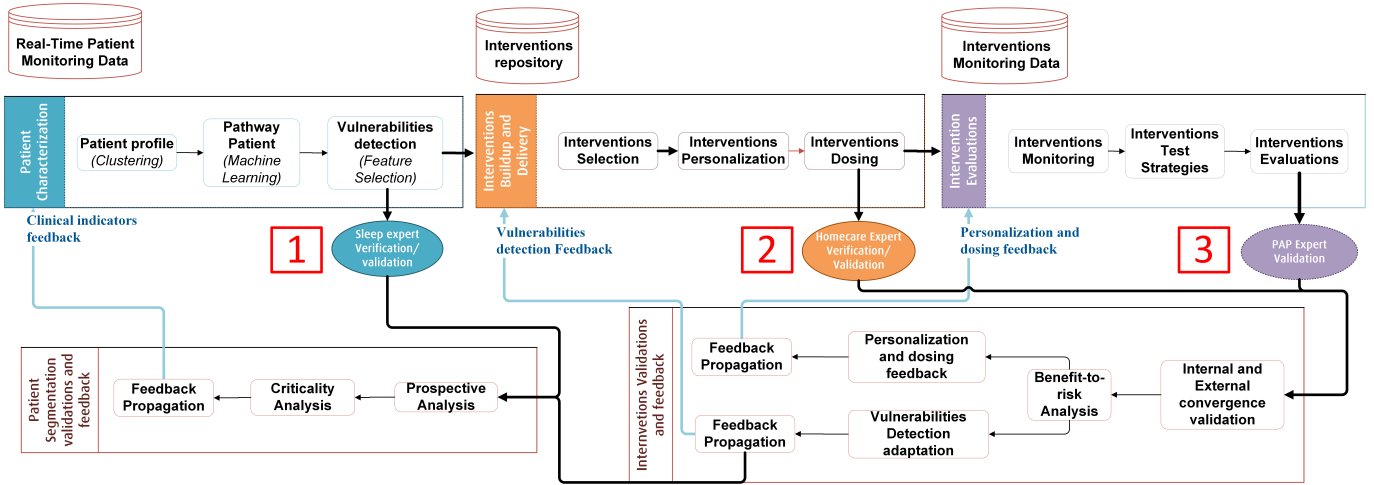 Real-Time Patient
Monitoring Data
Interventions
repository
Interventions
Monitoring Data
Patient
Characterization
Patient profile
(Clustering)
Pathway
Patient
(Machine
Learning)
Vulnerabilities
detection
(Feature
Selection)
Interventions
Buildup and
Delivery
Interventions
Selection
Interventions
Personalization
Interventions
Dosing
Intervention
Evaluations
Interventions
Monitoring
Interventions
Test
Strategies
Interventions
Evaluations
Clinical indicators
feedback
1
Sleep expert
Verification/
validation
Vulnerabilities
detection Feedback
2
Homecare Expert
Verification/
Validation
Personalization and
dosing feedback
3
PAP Expert
Validation
Patient
Segmentation
validations and
feedback
Feedback
Propagation
Criticality
Analysis
Prospective
Analysis
Internvetions Validations
and feedback
Feedback
Propagation
Personalization
and dosing
feedback
Feedback
Propagation
Vulnerabilities
Detection
adaptation
Benefit-to-
risk Analysis
Internal and
External
convergence
validation